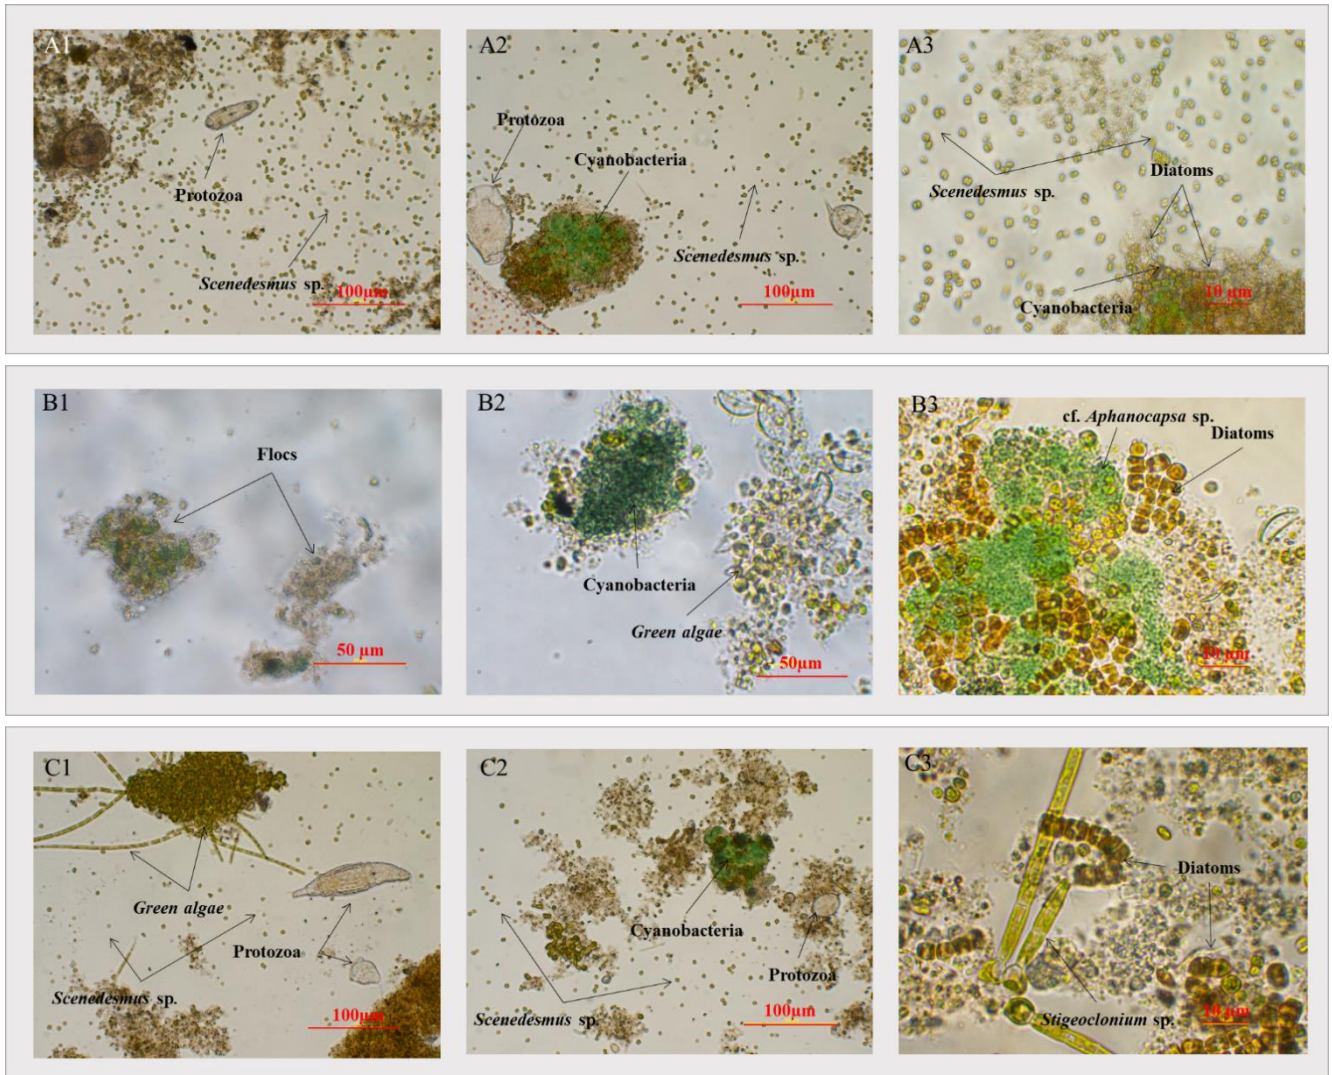 A1
Protozoa
Scenedesmus sp.
100μm
A2
Protozoa
Cyanobacteria
Scenedesmus sp.
100μm
A3
Scenedesmus sp.
Diatoms
Cyanobacteria
10 μm
B1
Flocs
50 μm
B2
Cyanobacteria
Green algae
50μm
B3
cf. Aphanocapsa sp.
Diatoms
10 μm
C1
Green algae
Protozoa
Scenedesmus sp.
100μm
C2
Cyanobacteria
Protozoa
Scenedesmus sp.
100μm
C3
Diatoms
Stigeoclonium sp.
10 μm